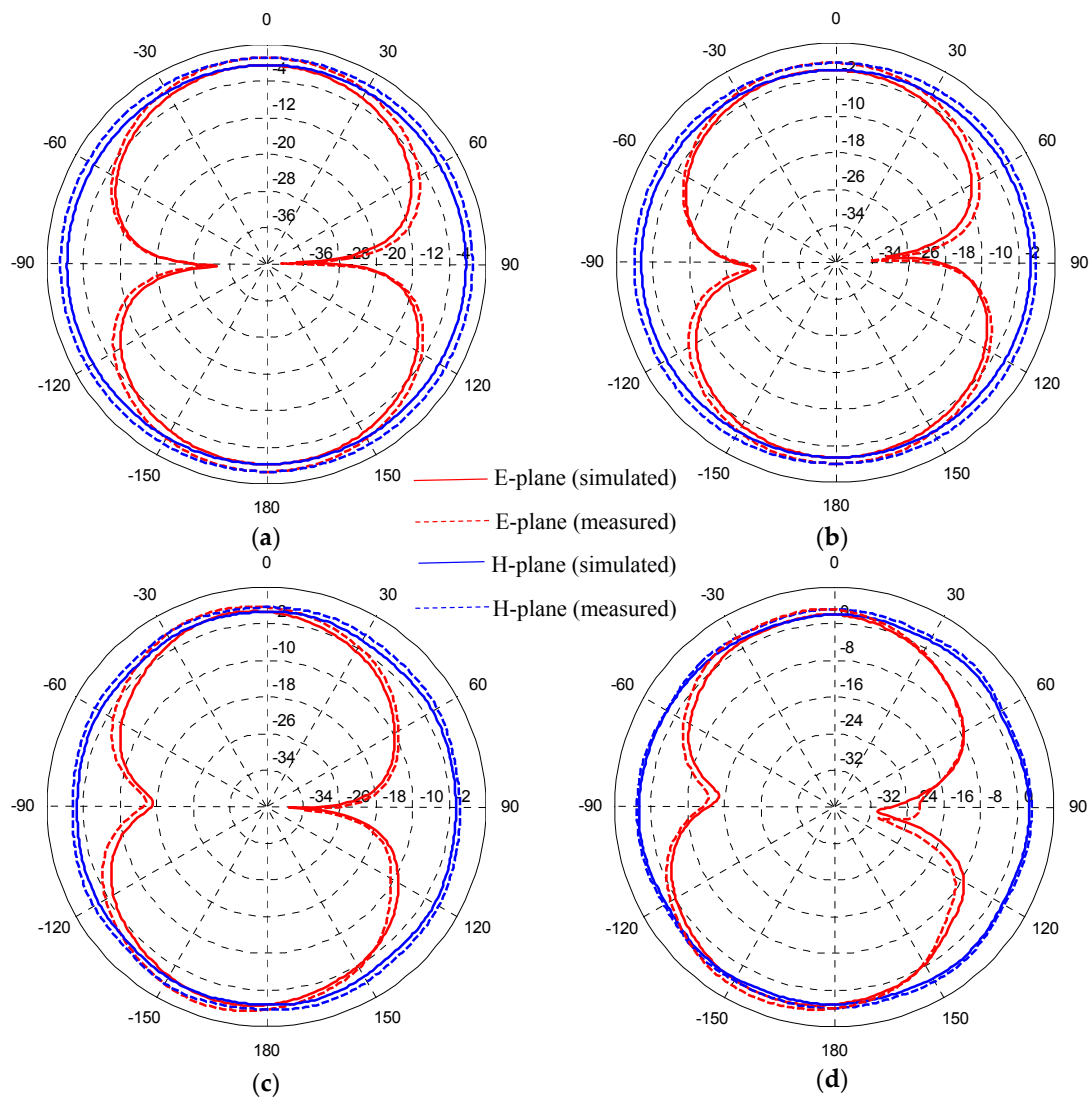 0
-30 30
-4
-60 -12 60
-20
-28
-36
-90 -36 -28 -20 -12 -4 90
-120 120
-150 150
180
(a)
0
-30 30
-2
-60 -10 60
-18
-26
-34
-90 -34 -26 -18 -10 -2 90
-120 120
-150 150
180
(b)
E-plane (simulated)
E-plane (measured)
H-plane (simulated)
H-plane (measured)
0
-30 30
-2
-60 -10 60
-18
-26
-34
-90 -34 -26 -18 -10 -2 90
-120 120
-150 150
180
(c)
0
-30 30
0
-60 -8 60
-16
-24
-32
-90 -32 -24 -16 -8 0 90
-120 120
-150 150
180
(d)